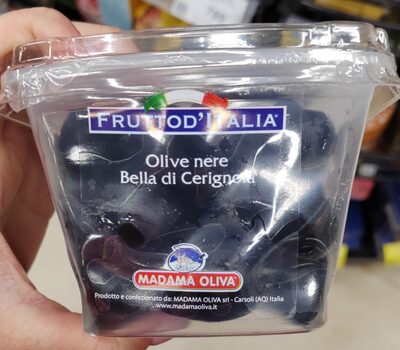 FRUTTOD'ITALIA®
Olive nere
Bella di Cerignola
MADAMA OLIVA®
Prodotto e confezionato da: MADAMA OLIVA srl - Carsoli (AQ) Italia
www.madamaoliva.it